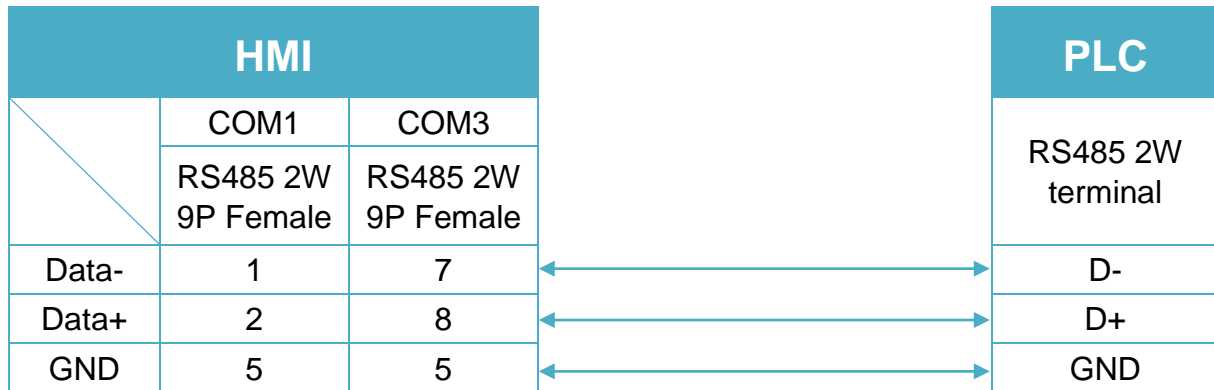 HMI PLC
COM1 COM3
RS485 2W RS485 2W
9P Female 9P Female
RS485 2W
terminal
Data- 1 7 D-
Data+ 2 8 D+
GND 5 5 GND